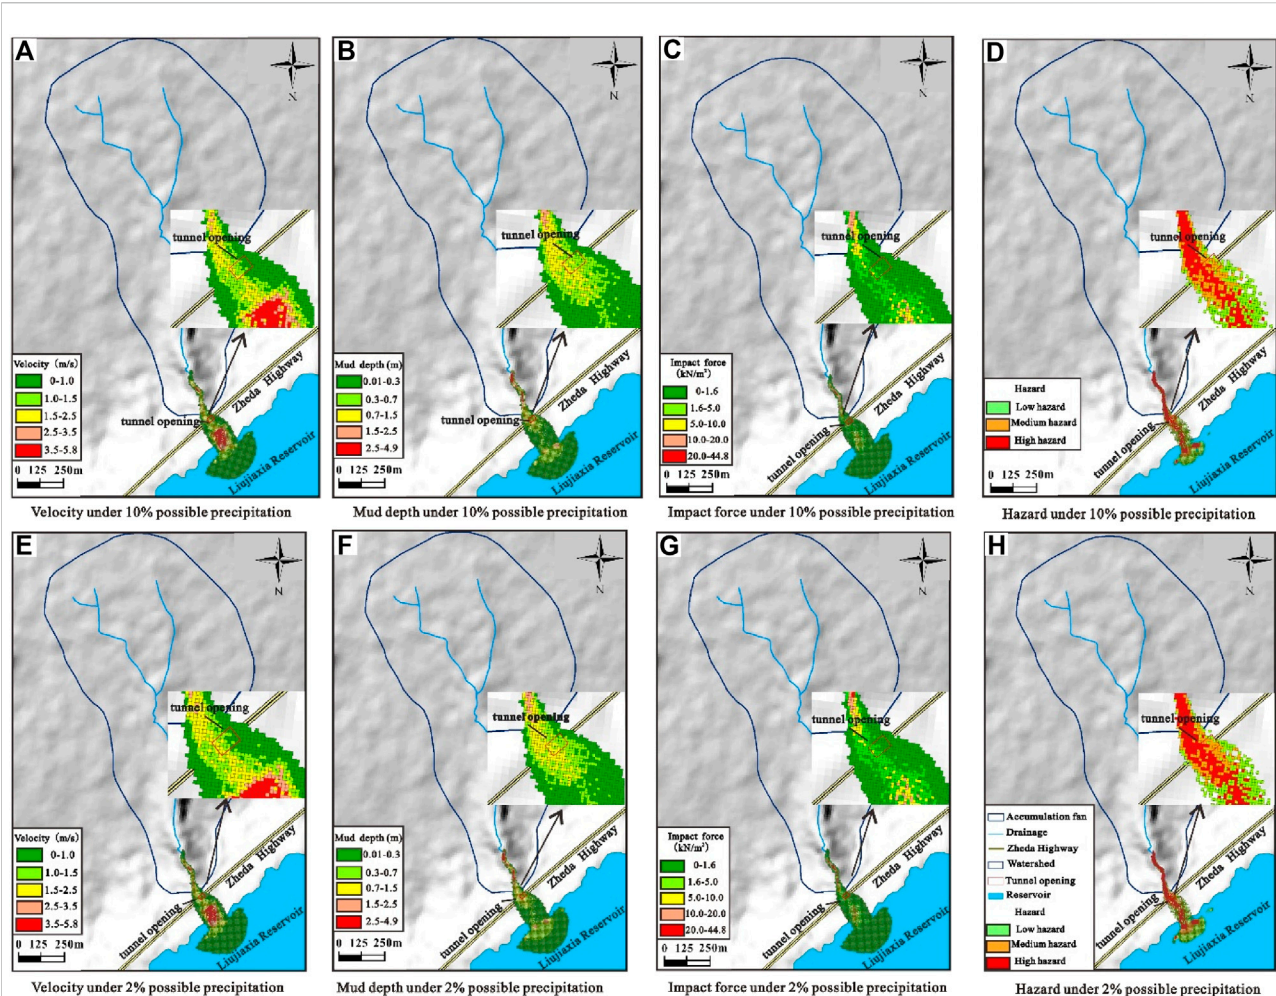 A
N
tunnel opening
Velocity (m/s)
0-1.0
1.0-1.5
1.5-2.5
2.5-3.5
3.5-5.8
tunnel opening
Zheda Highway
Liujiaxia Reservoir
0 125 250m
Velocity under 10% possible precipitation
B
N
tunnel opening
Mud depth (m)
0.01-0.3
0.3-0.7
0.7-1.5
1.5-2.5
2.5-4.9
tunnel opening
Zheda Highway
Liujiaxia Reservoir
0 125 250m
Mud depth under 10% possible precipitation
C
N
tunnel opening
Impact force
(kN/m²)
0-1.6
1.6-5.0
5.0-10.0
10.0-20.0
20.0-44.8
tunnel opening
Zheda Highway
Liujiaxia Reservoir
0 125 250m
Impact force under 10% possible precipitation
D
N
tunnel opening
Hazard
Low hazard
Medium hazard
High hazard
tunnel opening
Zheda Highway
Liujiaxia Reservoir
0 125 250m
Hazard under 10% possible precipitation
E
N
tunnel opening
Velocity (m/s)
0-1.0
1.0-1.5
1.5-2.5
2.5-3.5
3.5-5.8
tunnel opening
Zheda Highway
Liujiaxia Reservoir
0 125 250m
Velocity under 2% possible precipitation
F
N
tunnel opening
Mud depth (m)
0.01-0.3
0.3-0.7
0.7-1.5
1.5-2.5
2.5-4.9
tunnel opening
Zheda Highway
Liujiaxia Reservoir
0 125 250m
Mud depth under 2% possible precipitation
G
N
tunnel opening
Impact force
(kN/m²)
0-1.6
1.6-5.0
5.0-10.0
10.0-20.0
20.0-44.8
tunnel opening
Zheda Highway
Liujiaxia Reservoir
0 125 250m
Impact force under 2% possible precipitation
H
N
tunnel opening
Accumulation fan
Drainage
Zheda Highway
Watershed
Tunnel opening
Reservoir
Hazard
Low hazard
Medium hazard
High hazard
tunnel opening
Zheda Highway
Liujiaxia Reservoir
0 125 250m
Hazard under 2% possible precipitation